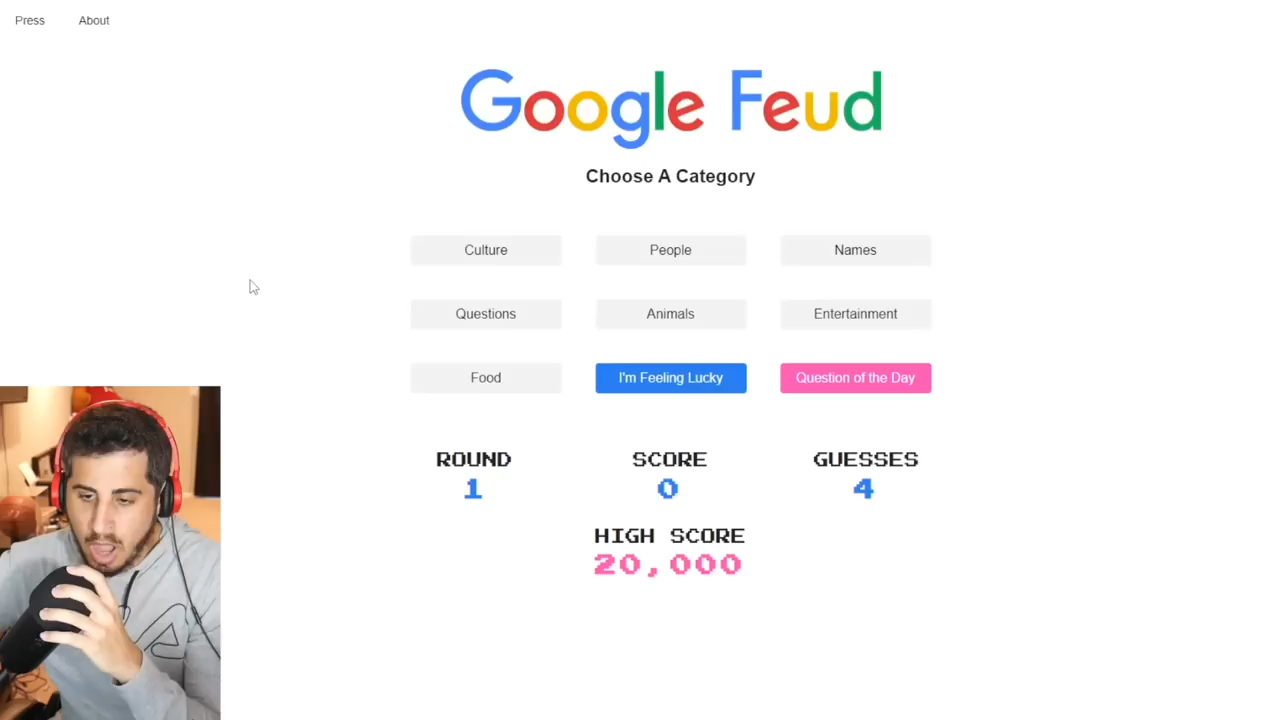 Press About
Google Feud
Choose A Category
Culture People Names
Questions Animals Entertainment
Food I'm Feeling Lucky Question of the Day
ROUND SCORE GUESSES
1 0 4
HIGH SCORE
20,000